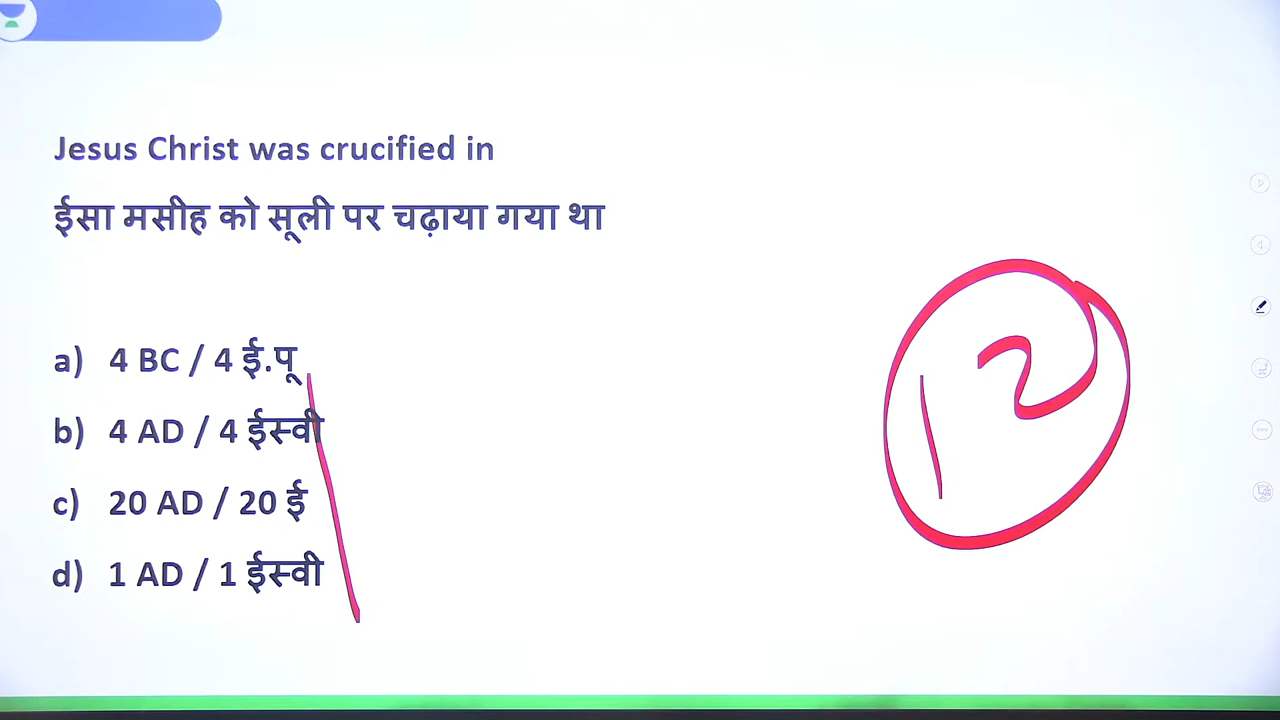 Jesus Christ was crucified in
ईसा मसीह को सूली पर चढ़ाया गया था
a) 4 BC / 4 ई.पू
b) 4 AD / 4 ईस्वी
c) 20 AD / 20 ई
d) 1 AD / 1 ईस्वी
12